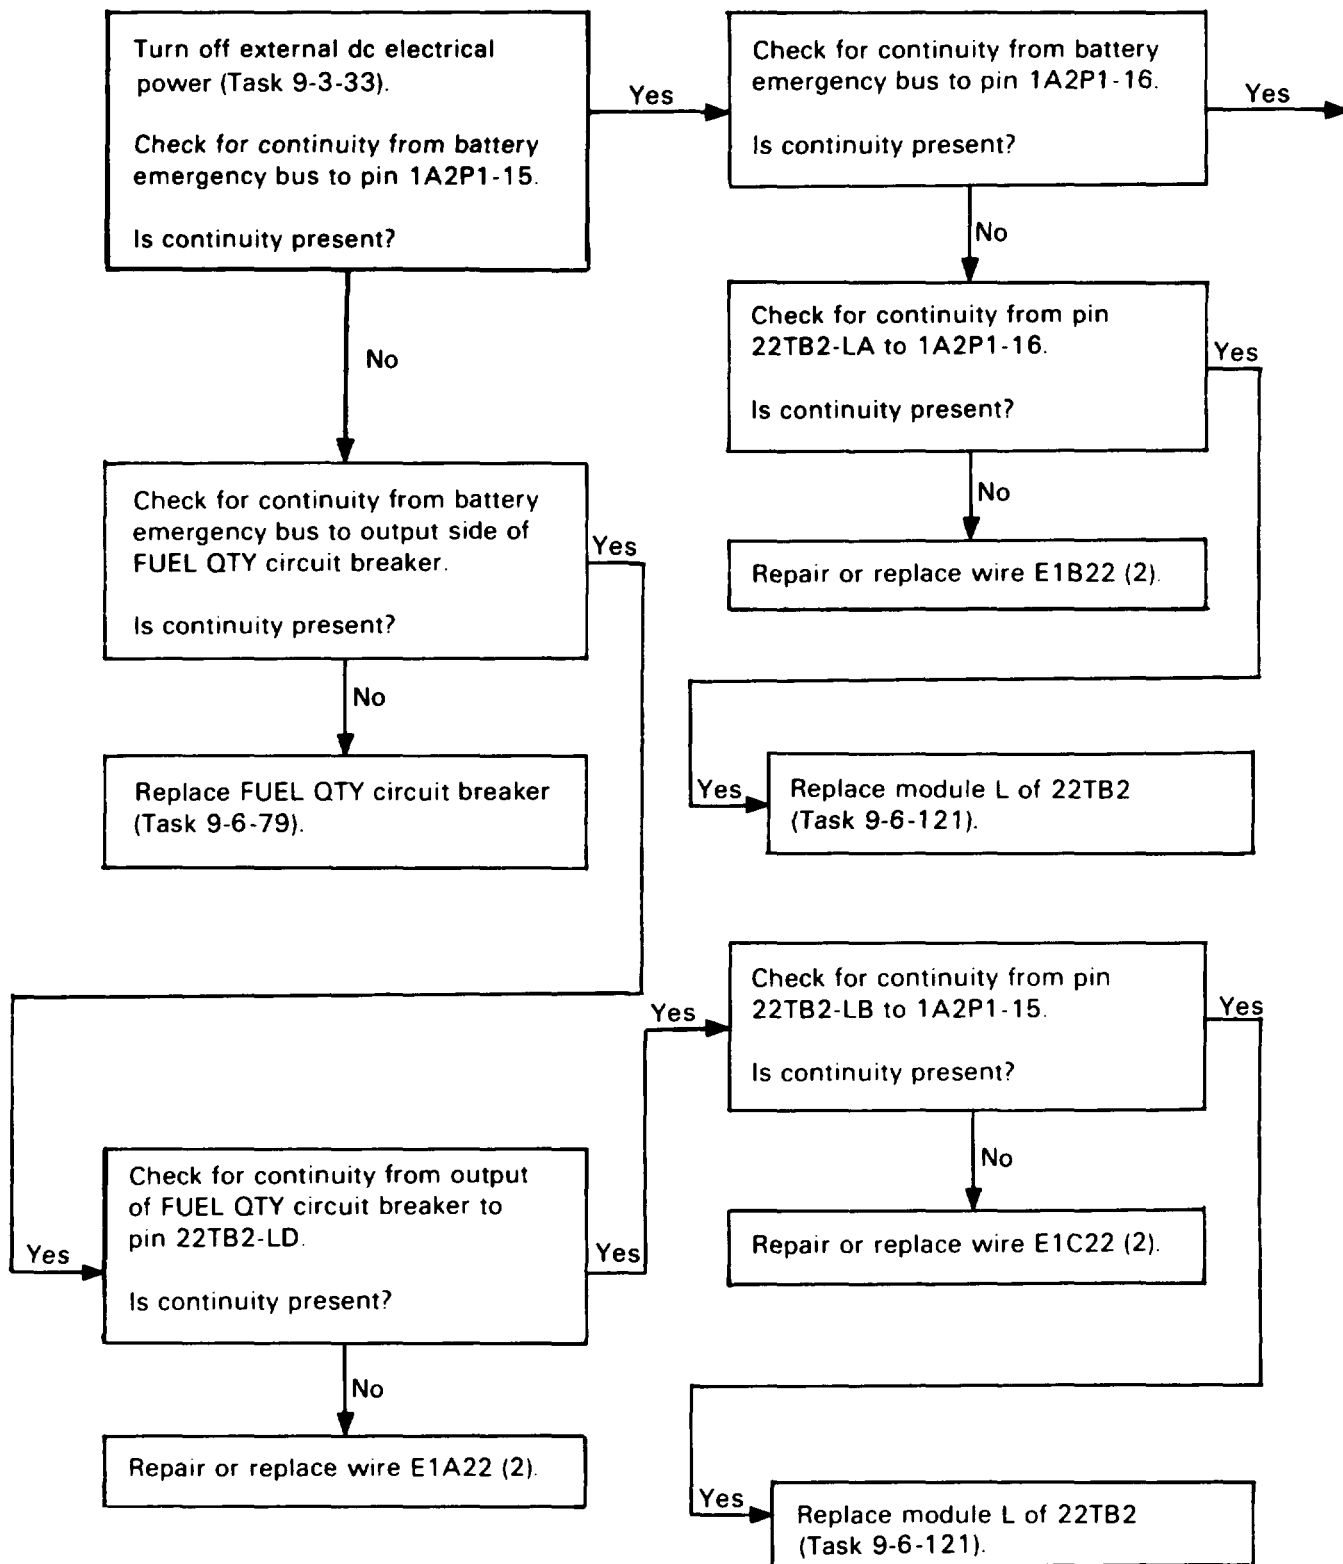 Turn off external dc electrical
power (Task 9-3-33).
Check for continuity from battery
emergency bus to pin 1A2P1-15.
Is continuity present?
Yes
Check for continuity from battery
emergency bus to pin 1A2P1-16.
Is continuity present?
Yes
No
No
Check for continuity from pin
22TB2-LA to 1A2P1-16.
Is continuity present?
Yes
No
Repair or replace wire E1B22 (2).
Yes
Replace module L of 22TB2
(Task 9-6-121).
Check for continuity from battery
emergency bus to output side of
FUEL QTY circuit breaker.
Is continuity present?
Yes
No
Replace FUEL QTY circuit breaker
(Task 9-6-79).
Yes
Check for continuity from output
of FUEL QTY circuit breaker to
pin 22TB2-LD.
Is continuity present?
Yes
No
Repair or replace wire E1A22 (2).
Yes
Check for continuity from pin
22TB2-LB to 1A2P1-15.
Is continuity present?
Yes
No
Repair or replace wire E1C22 (2).
Yes
Replace module L of 22TB2
(Task 9-6-121).